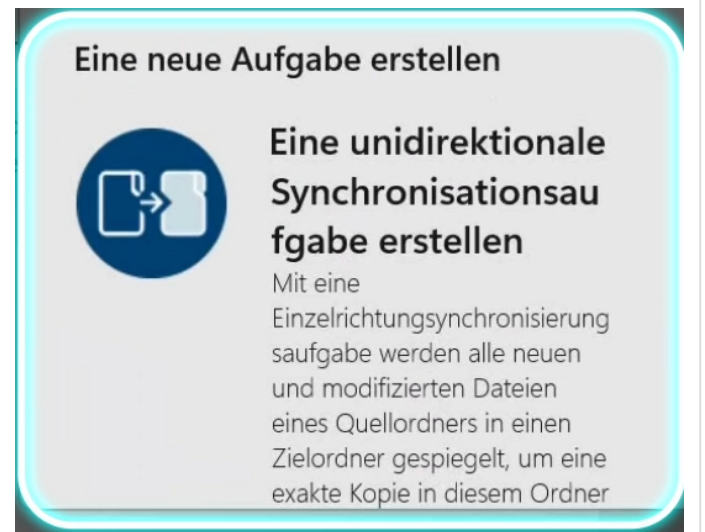 Eine neue Aufgabe erstellen
Eine unidirektionale
Synchronisationsau
fgabe erstellen
Mit eine
Einzelrichtungsynchronisierung
saufgabe werden alle neuen
und modifizierten Dateien
eines Quellordners in einen
Zielordner gespiegelt, um eine
exakte Kopie in diesem Ordner